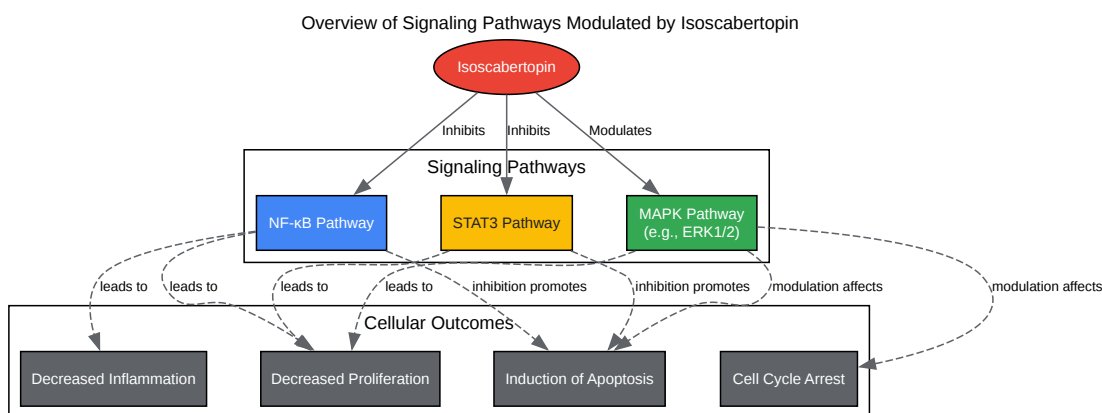 Overview of Signaling Pathways Modulated by Isoscabertopin
Isoscabertopin
Inhibits
Inhibits
Modulates
Signaling Pathways
NF-κB Pathway
STAT3 Pathway
MAPK Pathway
(e.g., ERK1/2)
leads to
leads to
leads to
leads to
inhibition promotes
inhibition promotes
modulation affects
modulation affects
Cellular Outcomes
Decreased Inflammation
Decreased Proliferation
Induction of Apoptosis
Cell Cycle Arrest